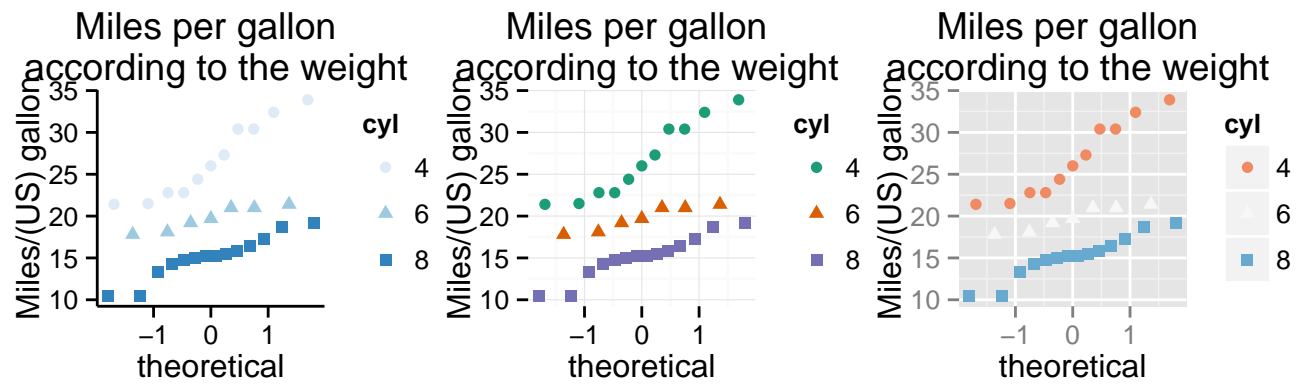 Miles per gallon
according to the weight
Miles/(US) gallon
35
30
25
20
15
10
−1 0 1
theoretical
cyl
4
6
8
Miles per gallon
according to the weight
Miles/(US) gallon
35
30
25
20
15
10
−1 0 1
theoretical
cyl
4
6
8
Miles per gallon
according to the weight
Miles/(US) gallon
35
30
25
20
15
10
−1 0 1
theoretical
cyl
4
6
8